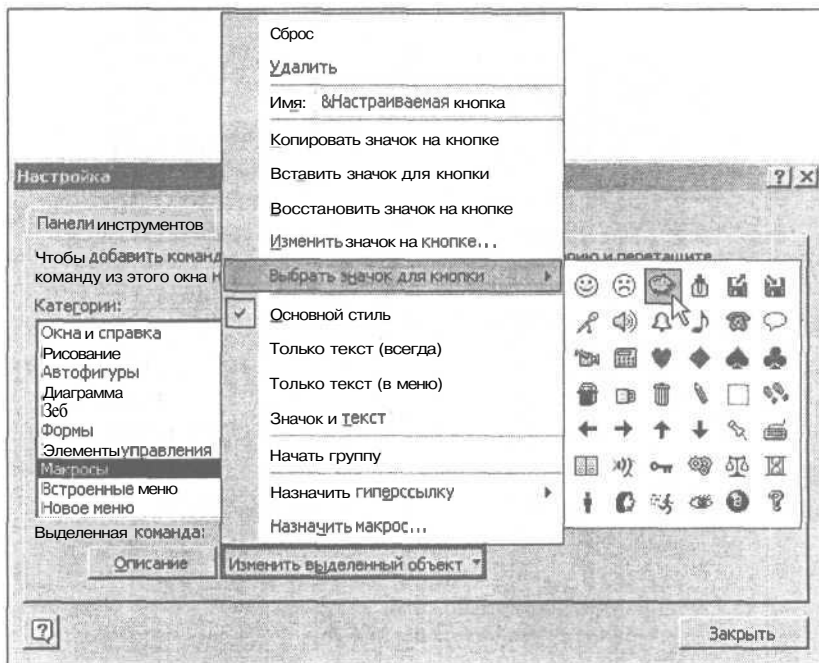 Сброс
Удалить
Имя: &Настраиваемая кнопка
Копировать значок на кнопке
Вставить значок для кнопки
Восстановить значок на кнопке
Изменить значок на кнопке...
Выбрать значок для кнопки
Основной стиль
Только текст (всегда)
Только текст (в меню)
Значок и текст
Начать группу
Назначить гиперссылку
Назначить макрос...
Настройка
Панели инструментов
Чтобы добавить команд
рию и перетащите
команду из этого окна н
Категории:
Окна и справка
Рисование
Автофигуры
Диаграмма
Зеб
Формы
Элементы управления
Макросы
Встроенные меню
Новое меню
Выделенная команда:
Описание
Изменить выделенный объект
Закрыть